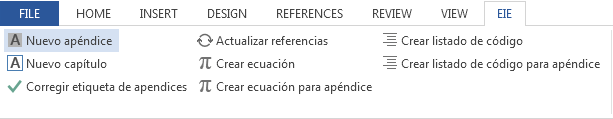 FILE HOME INSERT DESIGN REFERENCES REVIEW VIEW EIE
A Nuevo apéndice
A Nuevo capítulo
Corregir etiqueta de apendices
Actualizar referencias
π Crear ecuación
π Crear ecuación para apéndice
Crear listado de código
Crear listado de código para apéndice